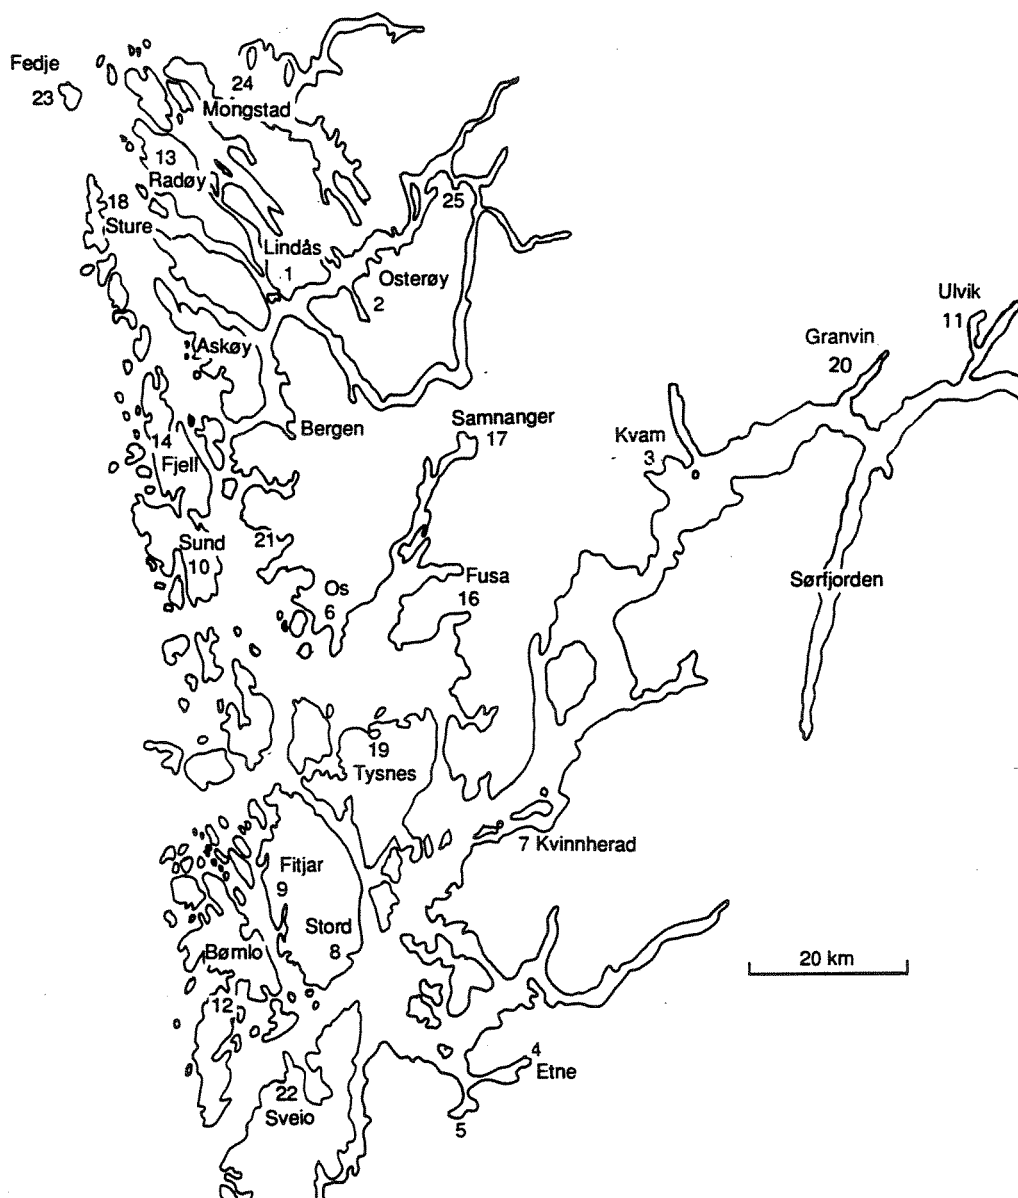 Fedje
23
24
Mongstad
13
Radøy
18
Sture
25
Lindås
1
Osterøy
2
Ulvik
11
Granvin
20
Askøy
Samnanger
17
Bergen
Kvam
3
14
Fjell
Sund
10
21
Os
6
Fusa
16
Sørfjorden
19
Tysnes
7 Kvinnherad
Fitjar
9
Stord
8
Bømlo
12
20 km
4
Etne
22
Sveio
5